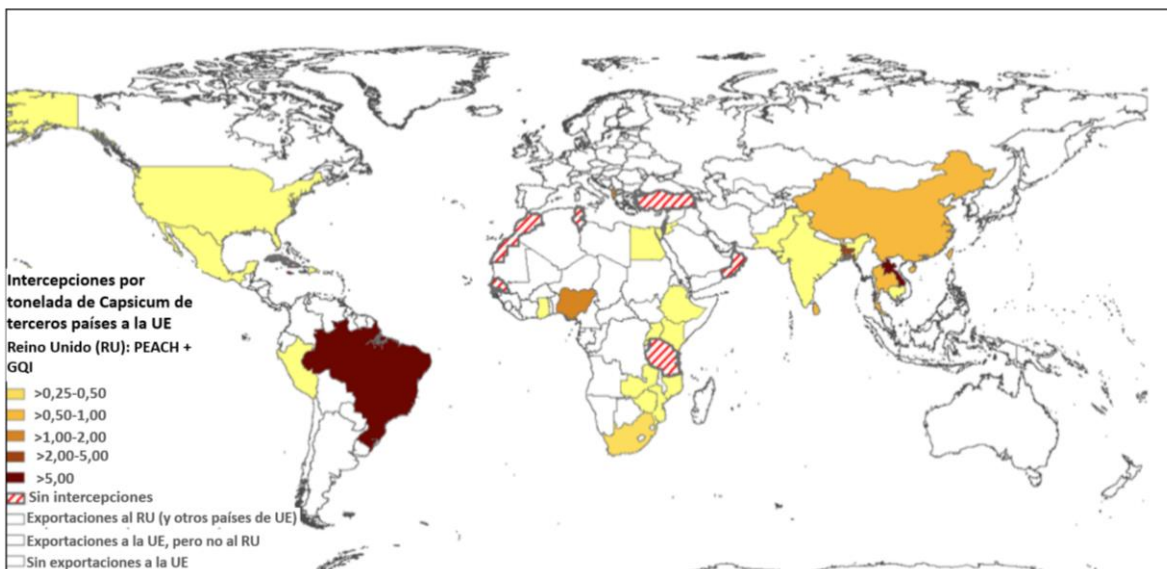 Intercepciones por
tonelada de Capsicum de
terceros países a la UE
Reino Unido (RU): PEACH +
GQI
>0,25-0,50
>0,50-1,00
>1,00-2,00
>2,00-5,00
>5,00
Sin intercepciones
Exportaciones al RU (y otros países de UE)
Exportaciones a la UE, pero no al RU
Sin exportaciones a la UE